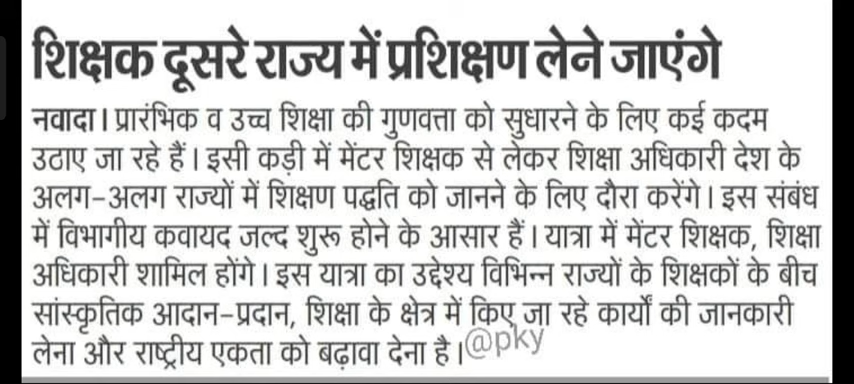 शिक्षक दूसरे राज्य में प्रशिक्षण लेने जाएंगे
नवादा। प्रारंभिक व उच्च शिक्षा की गुणवत्ता को सुधारने के लिए कई कदम
उठाए जा रहे हैं। इसी कड़ी में मेंटर शिक्षक से लेकर शिक्षा अधिकारी देश के
अलग-अलग राज्यों में शिक्षण पद्धति को जानने के लिए दौरा करेंगे। इस संबंध
में विभागीय कवायद जल्द शुरू होने के आसार हैं। यात्रा में मेंटर शिक्षक, शिक्षा
अधिकारी शामिल होंगे। इस यात्रा का उद्देश्य विभिन्न राज्यों के शिक्षकों के बीच
सांस्कृतिक आदान-प्रदान, शिक्षा के क्षेत्र में किए जा रहे कार्यों की जानकारी
लेना और राष्ट्रीय एकता को बढ़ावा देना है। @pky